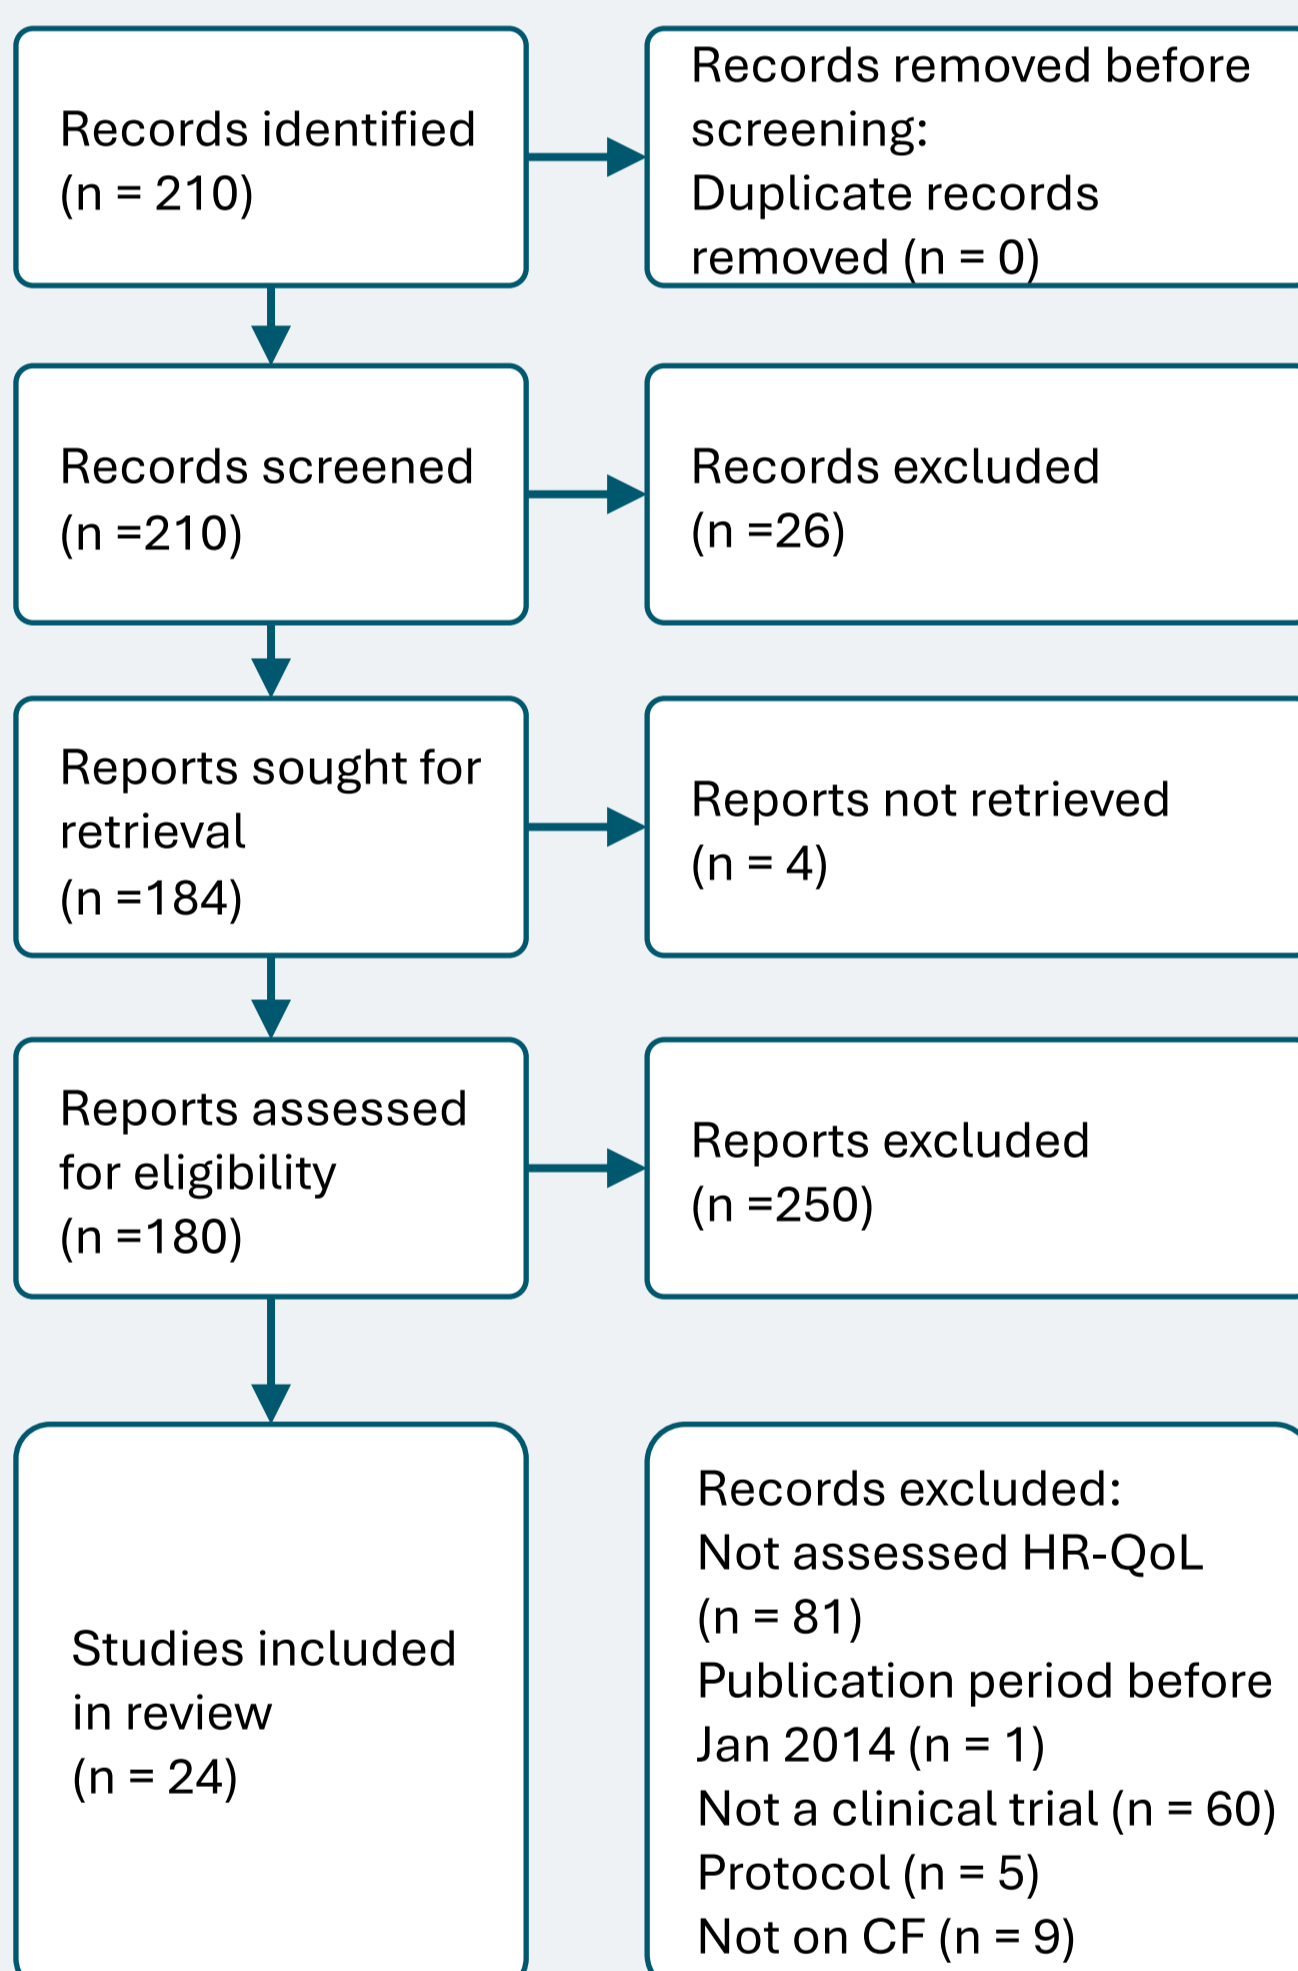 Records identified
(n = 210)
Records removed before
screening:
Duplicate records
removed (n = 0)
Records screened
(n =210)
Records excluded
(n =26)
Reports sought for
retrieval
(n =184)
Reports not retrieved
(n = 4)
Reports assessed
for eligibility
(n =180)
Reports excluded
(n =250)
Studies included
in review
(n = 24)
Records excluded:
Not assessed HR-QoL
(n = 81)
Publication period before
Jan 2014 (n = 1)
Not a clinical trial (n = 60)
Protocol (n = 5)
Not on CF (n = 9)